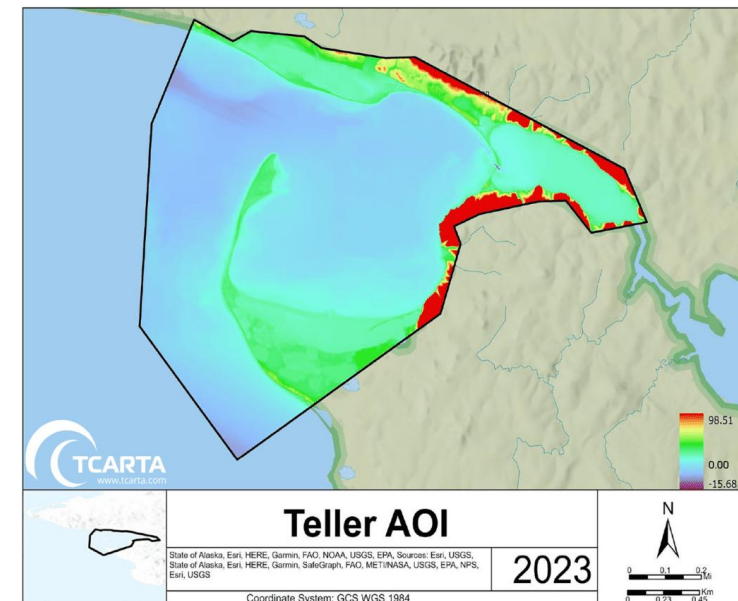 98.51
0.00
-15.68
TCARTA
www.tcarta.com
Teller AOI
State of Alaska, Esri, HERE, Garmin, FAO, NOAA, USGS, EPA, Sources: Esri, USGS,
State of Alaska, Esri, HERE, Garmin, SafeGraph, FAO, METI/NASA, USGS, EPA, NPS,
Esri, USGS
2023
Coordinate System: GCS WGS 1984
N
0 0.1 0.2
Mi
Km
0 0.23 0.45